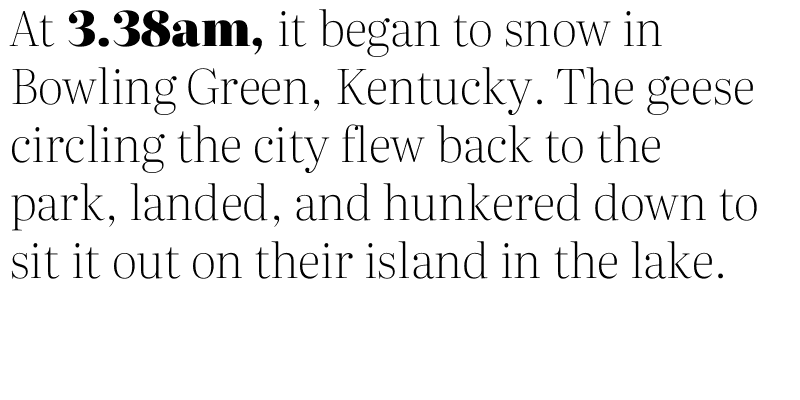 At 3.38am, it began to snow in
Bowling Green, Kentucky. The geese
circling the city flew back to the
park, landed, and hunkered down to
sit it out on their island in the lake.